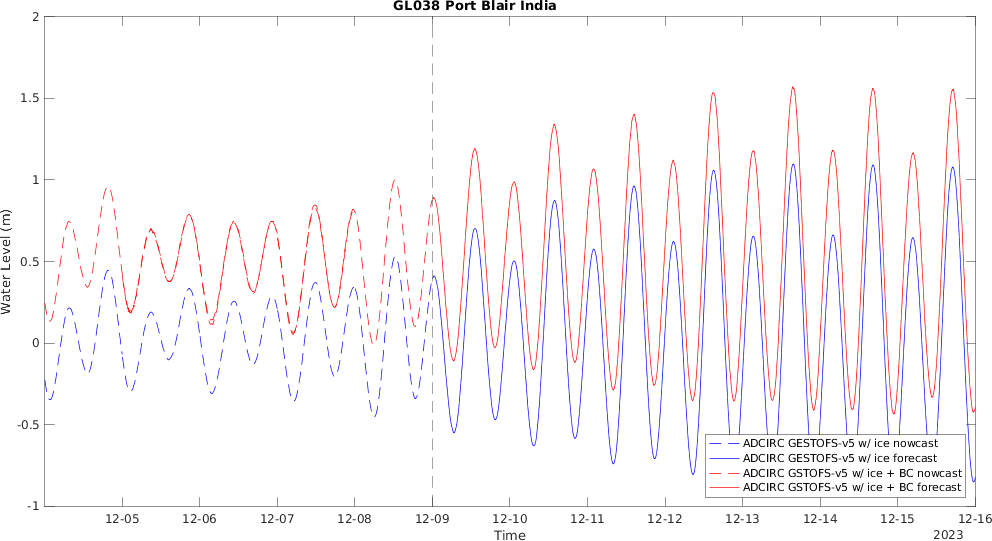 GL038 Port Blair India
2
1.5
1
0.5
0
-0.5
-1
Water Level (m)
12-05 12-06 12-07 12-08 12-09 12-10 12-11 12-12 12-13 12-14 12-15 12-16
Time
2023
ADCIRC GESTOFS-v5 w/ ice nowcast
ADCIRC GESTOFS-v5 w/ ice forecast
ADCIRC GSTOFS-v5 w/ ice + BC nowcast
ADCIRC GSTOFS-v5 w/ ice + BC forecast